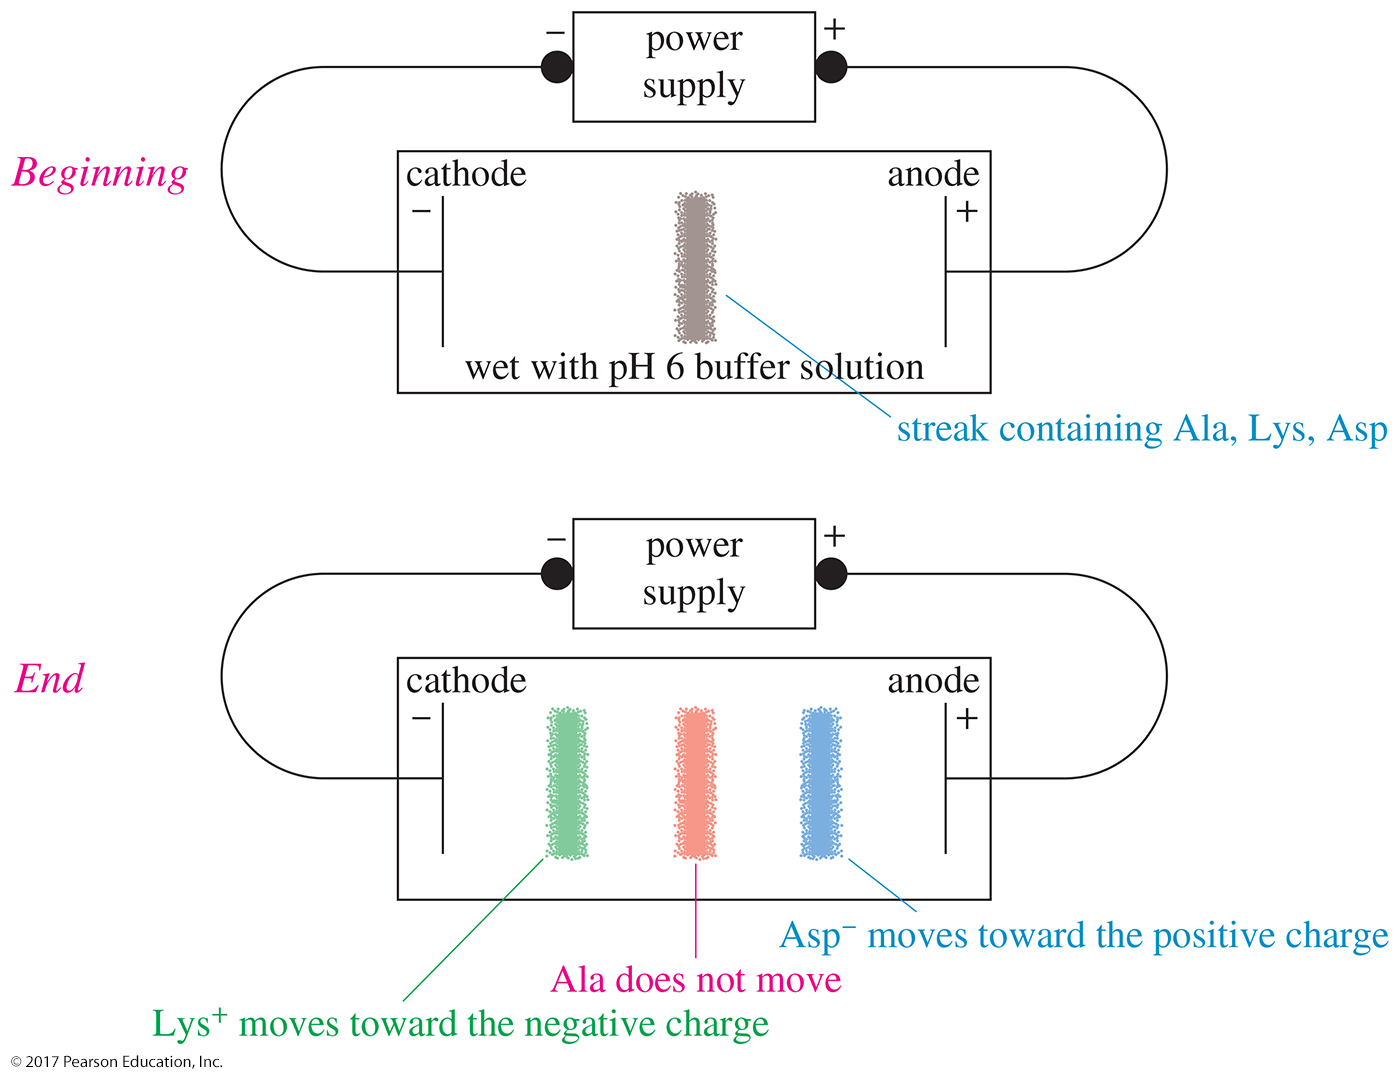 − power +
supply
Beginning
cathode anode
− +
wet with pH 6 buffer solution
streak containing Ala, Lys, Asp
− power +
supply
End
cathode anode
− +
Asp⁻ moves toward the positive charge
Ala does not move
Lys⁺ moves toward the negative charge
© 2017 Pearson Education, Inc.